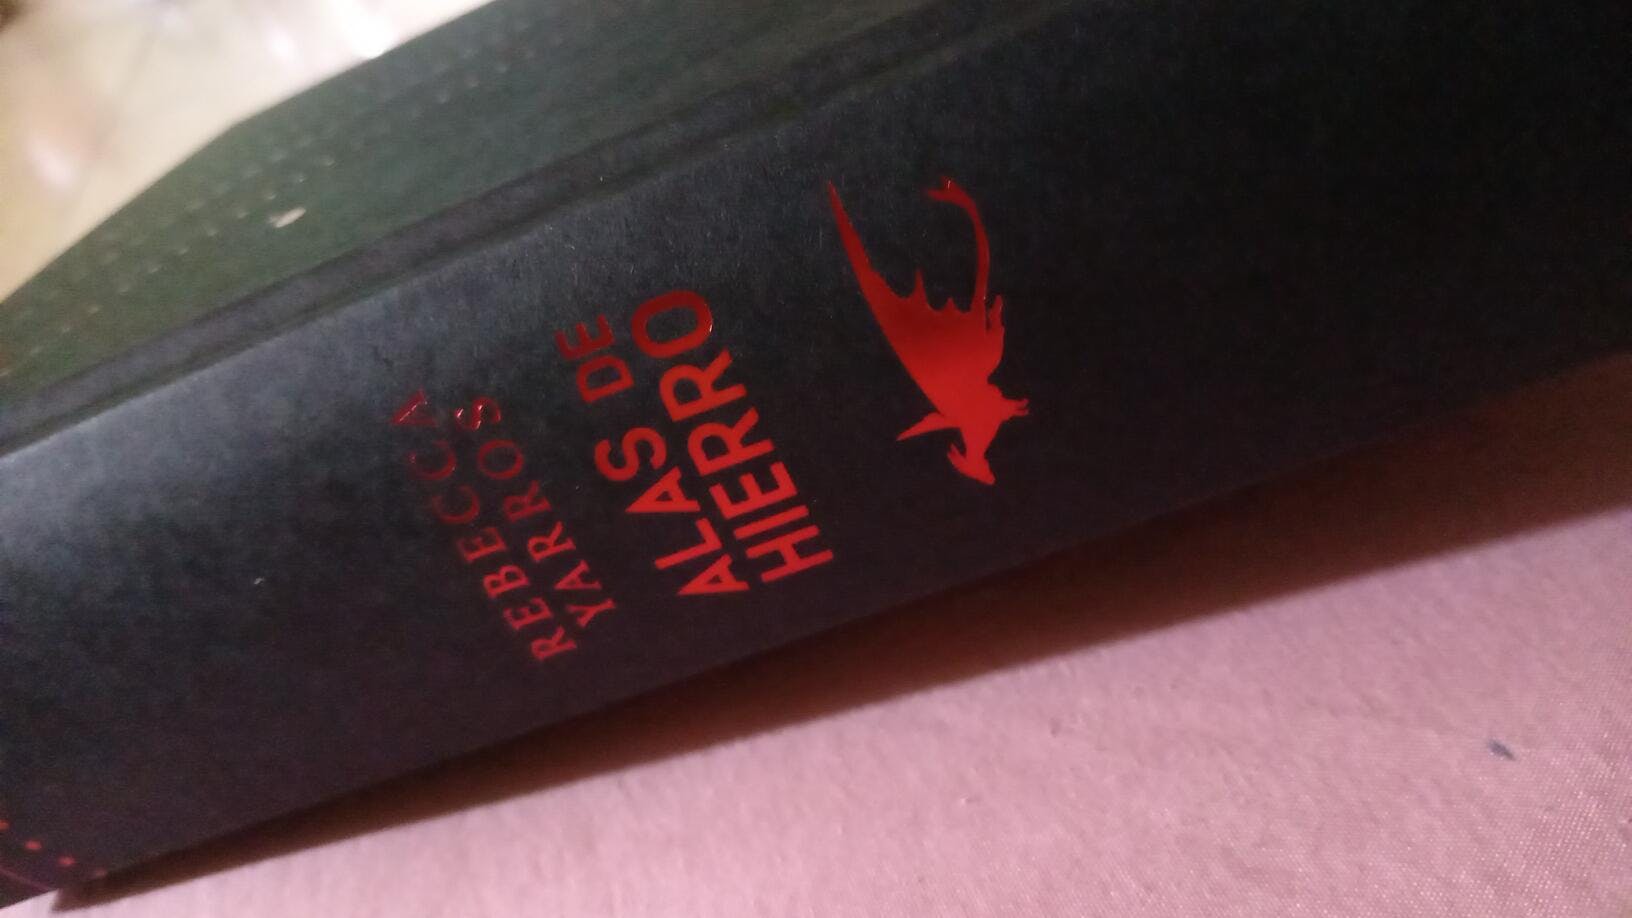 REBECCA
YARROS
ALAS DE
HIERRO